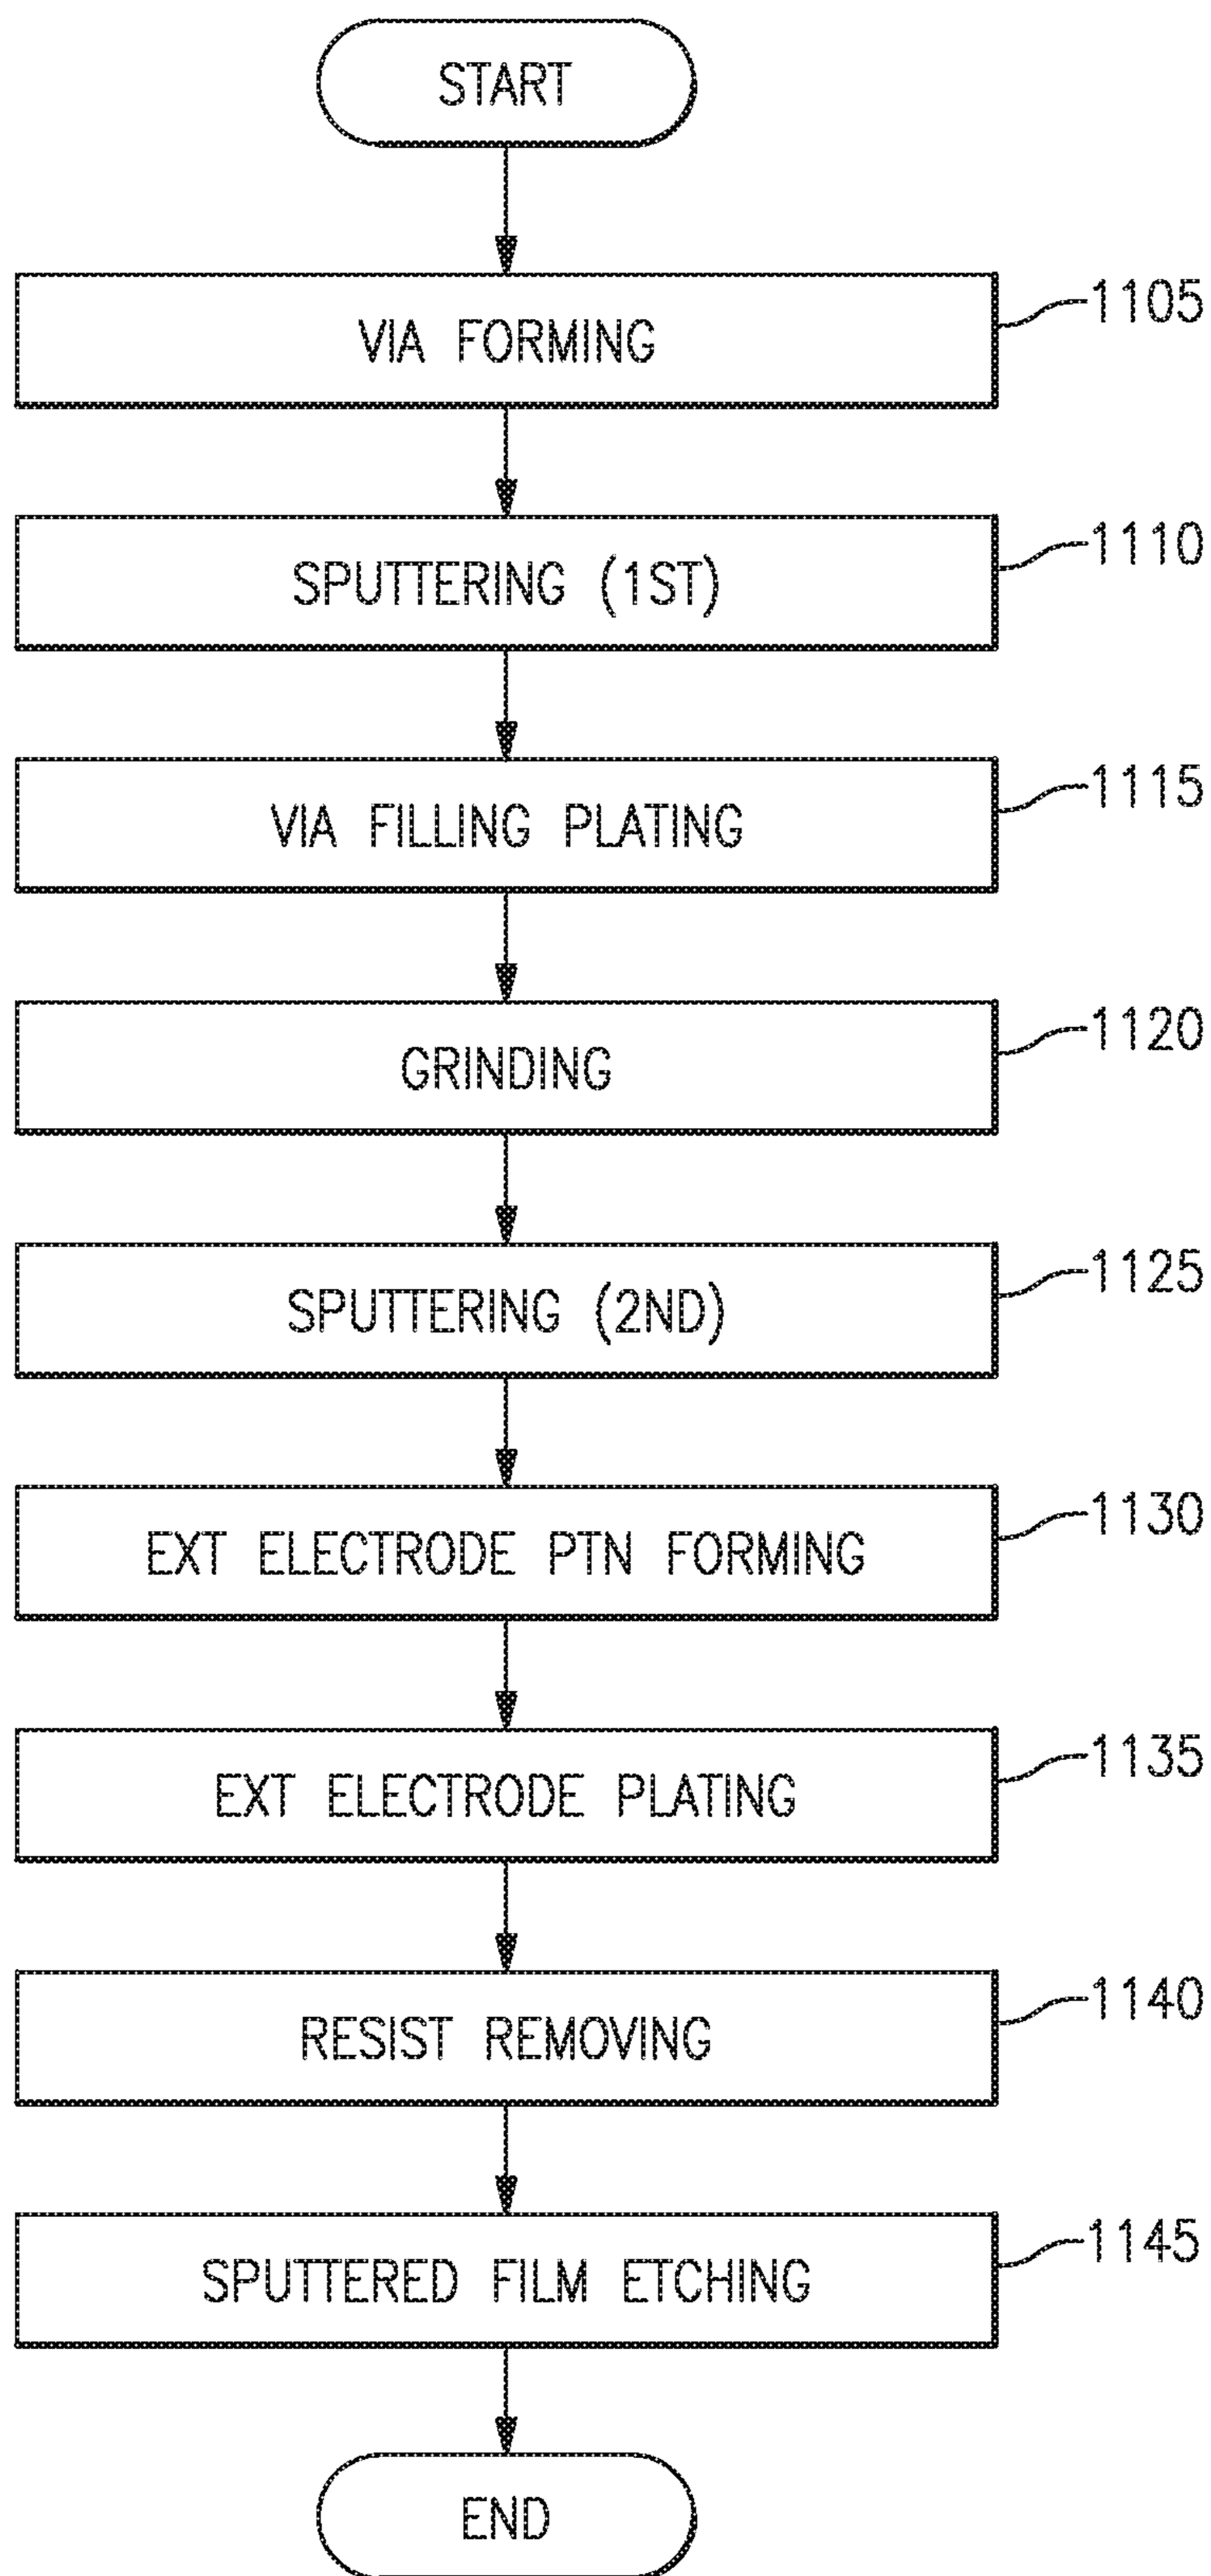 START
VIA FORMING
1105
SPUTTERING (1ST)
1110
VIA FILLING PLATING
1115
GRINDING
1120
SPUTTERING (2ND)
1125
EXT ELECTRODE PTN FORMING
1130
EXT ELECTRODE PLATING
1135
RESIST REMOVING
1140
SPUTTERED FILM ETCHING
1145
END